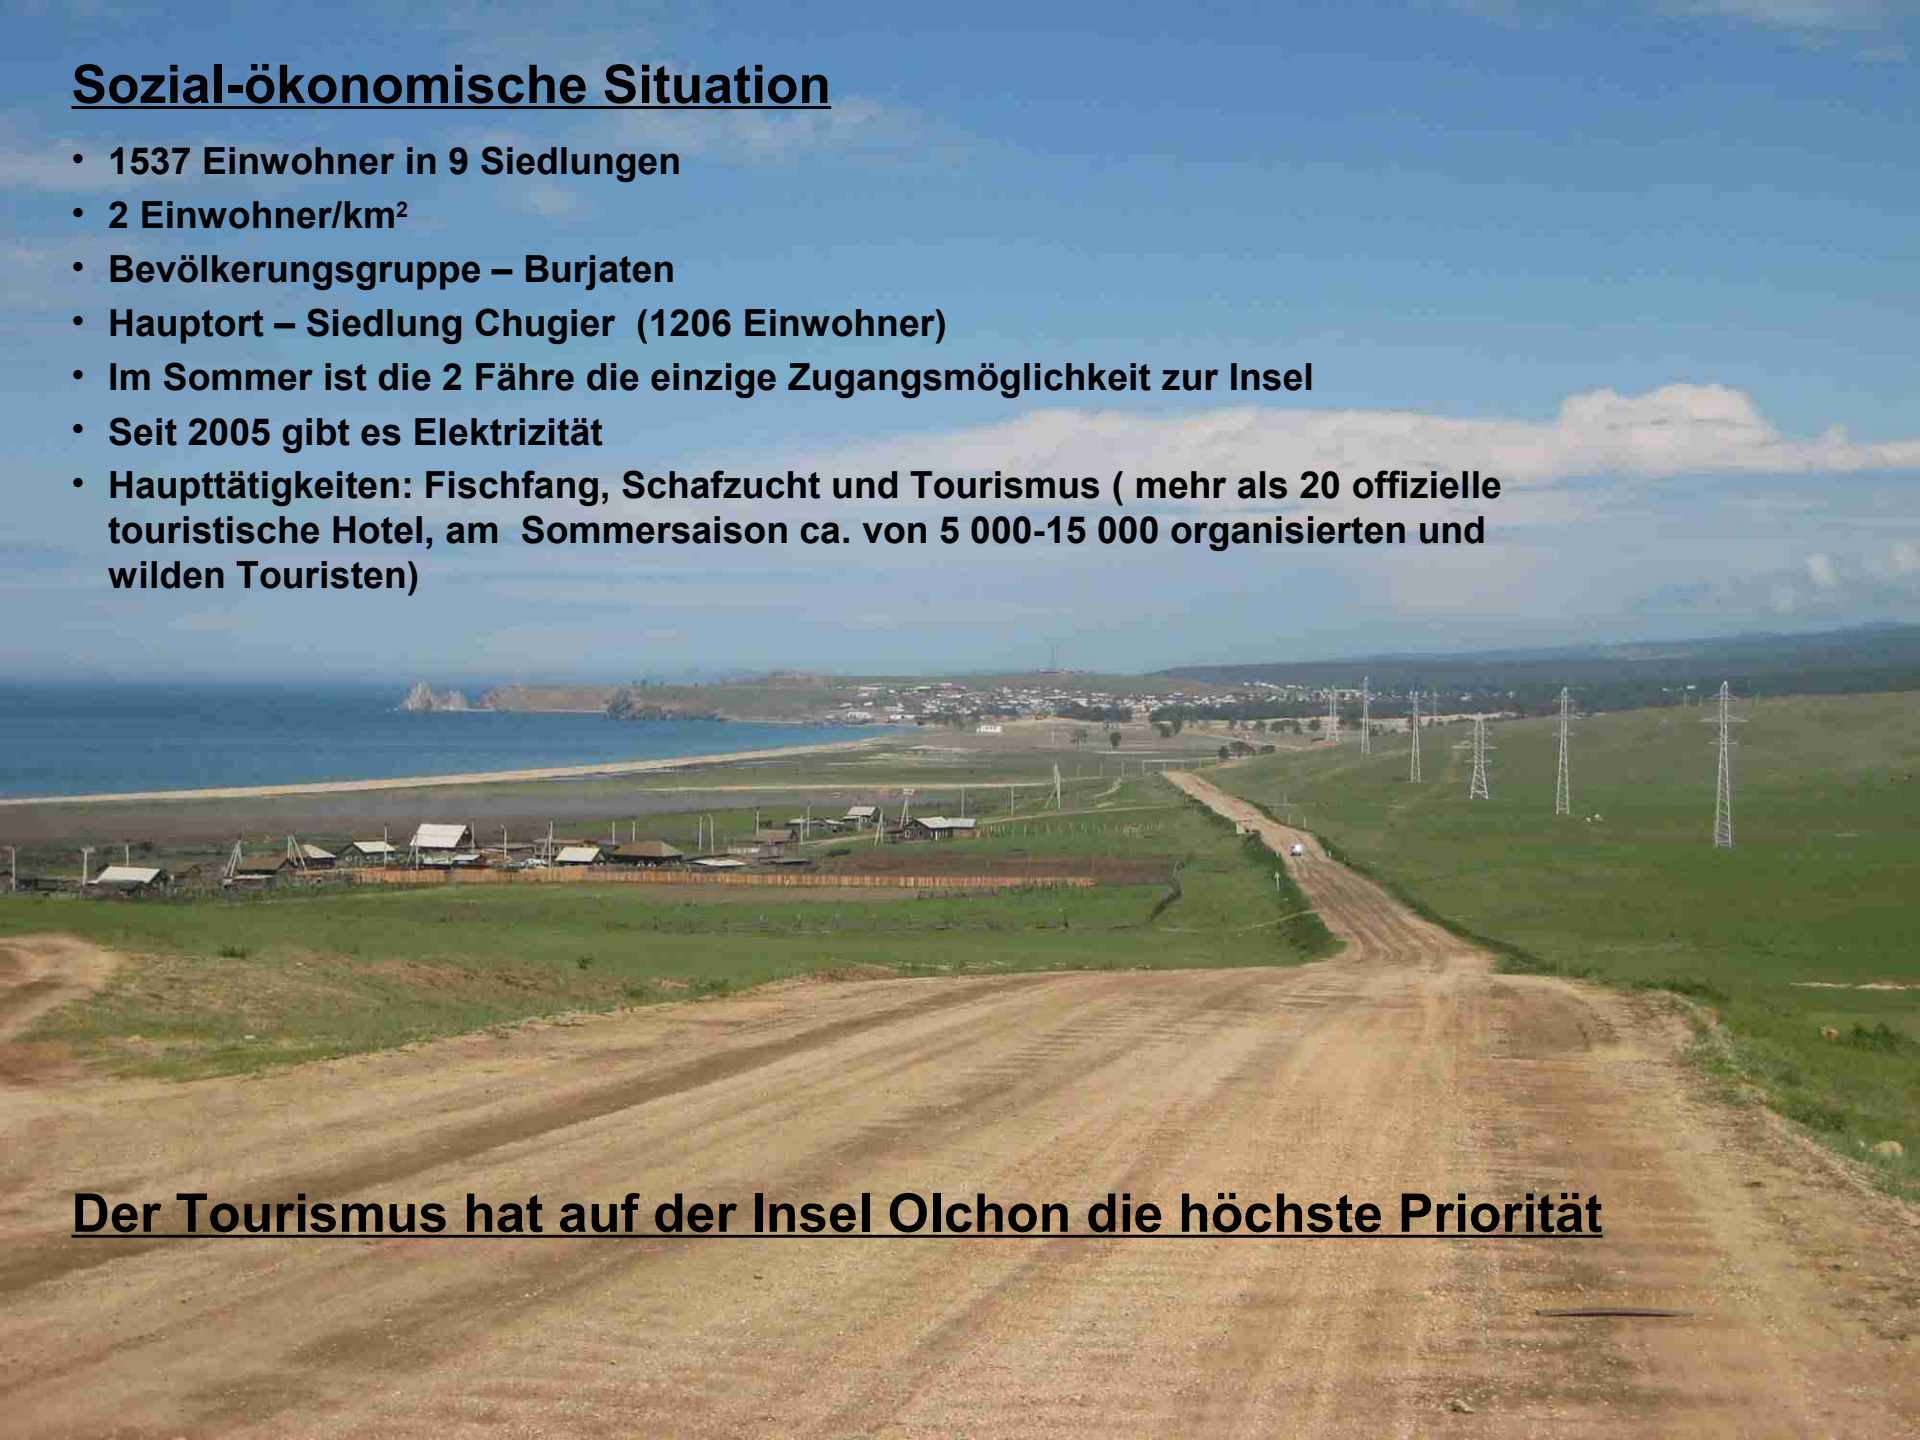 Sozial-ökonomische Situation
• 1537 Einwohner in 9 Siedlungen
• 2 Einwohner/km²
• Bevölkerungsgruppe – Burjaten
• Hauptort – Siedlung Chugier  (1206 Einwohner)
• Im Sommer ist die 2 Fähre die einzige Zugangsmöglichkeit zur Insel
• Seit 2005 gibt es Elektrizität
• Haupttätigkeiten: Fischfang, Schafzucht und Tourismus ( mehr als 20 offizielle
touristische Hotel, am  Sommersaison ca. von 5 000-15 000 organisierten und
wilden Touristen)
Der Tourismus hat auf der Insel Olchon die höchste Priorität